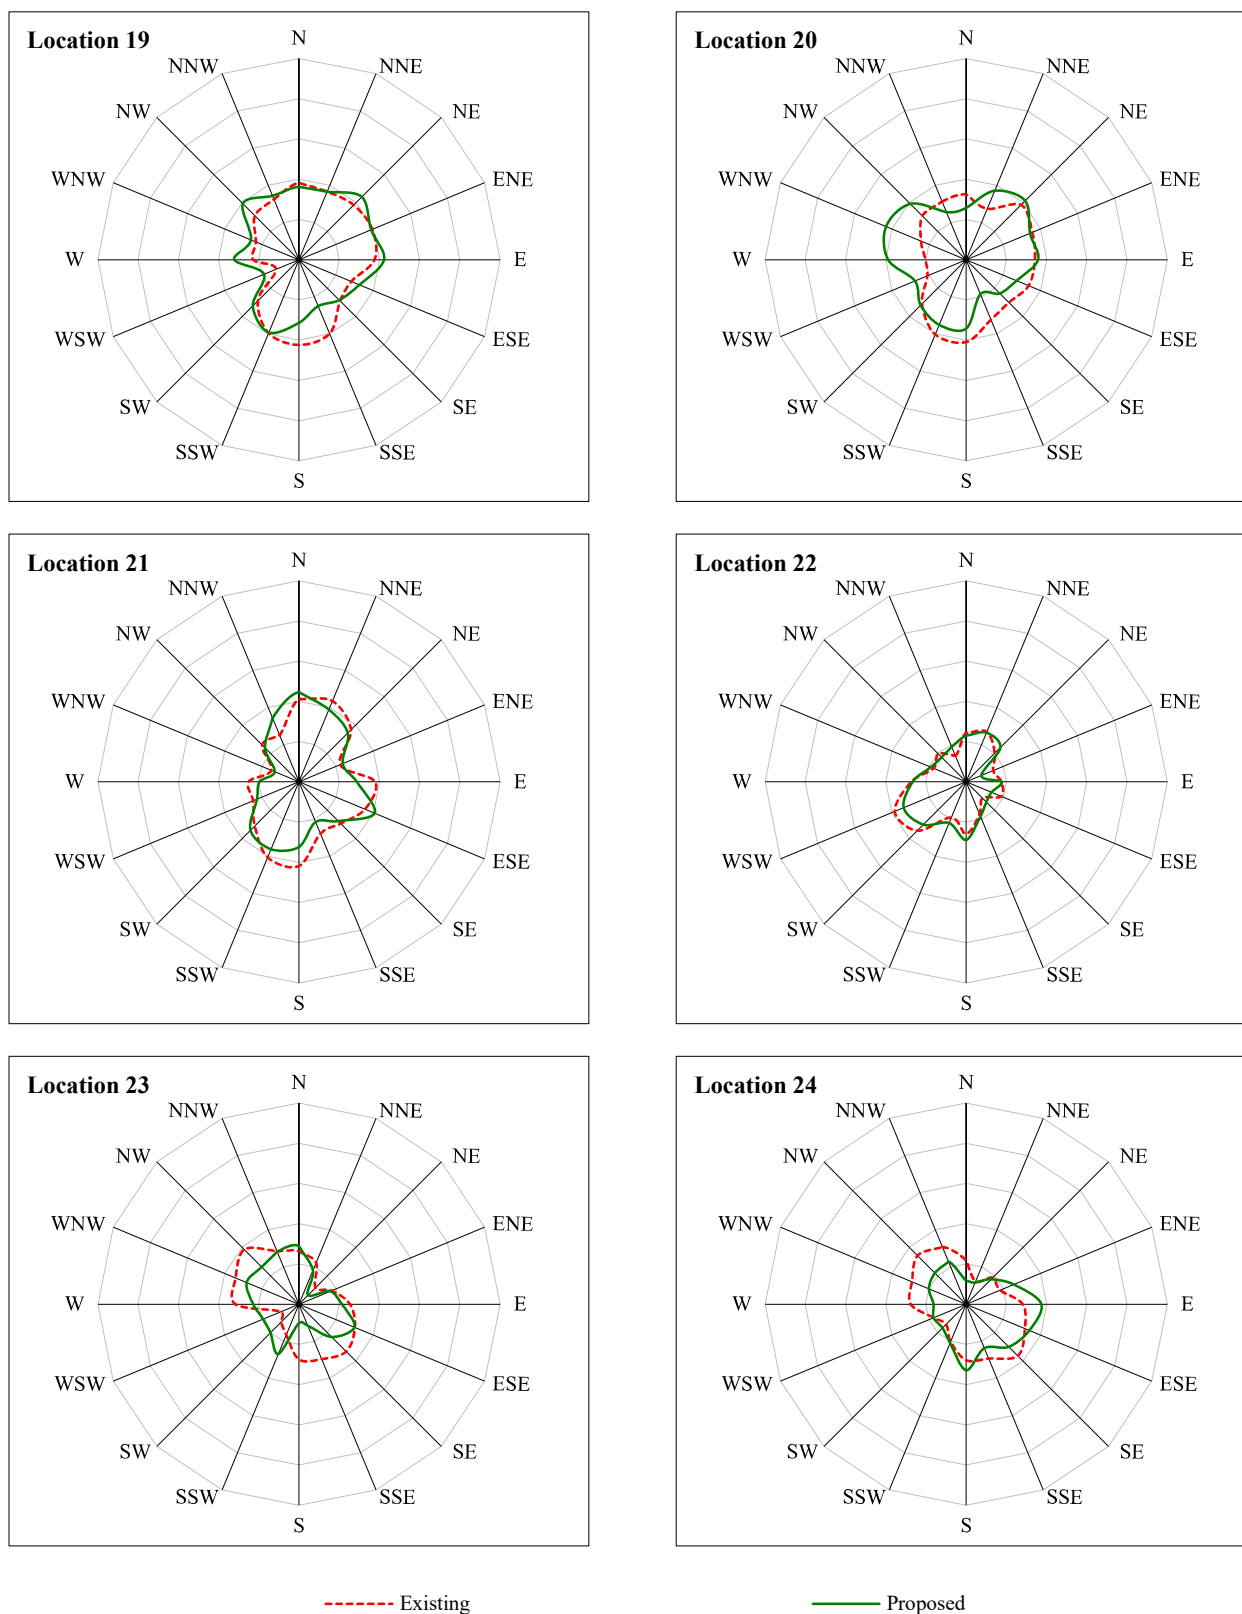 Location 19
N
NNW
NNE
NW
NE
WNW
ENE
W
E
WSW
ESE
SW
SE
SSW
SSE
S
Location 20
N
NNW
NNE
NW
NE
WNW
ENE
W
E
WSW
ESE
SW
SE
SSW
SSE
S
Location 21
N
NNW
NNE
NW
NE
WNW
ENE
W
E
WSW
ESE
SW
SE
SSW
SSE
S
Location 22
N
NNW
NNE
NW
NE
WNW
ENE
W
E
WSW
ESE
SW
SE
SSW
SSE
S
Location 23
N
NNW
NNE
NW
NE
WNW
ENE
W
E
WSW
ESE
SW
SE
SSW
SSE
S
Location 24
N
NNW
NNE
NW
NE
WNW
ENE
W
E
WSW
ESE
SW
SE
SSW
SSE
S
Existing
Proposed